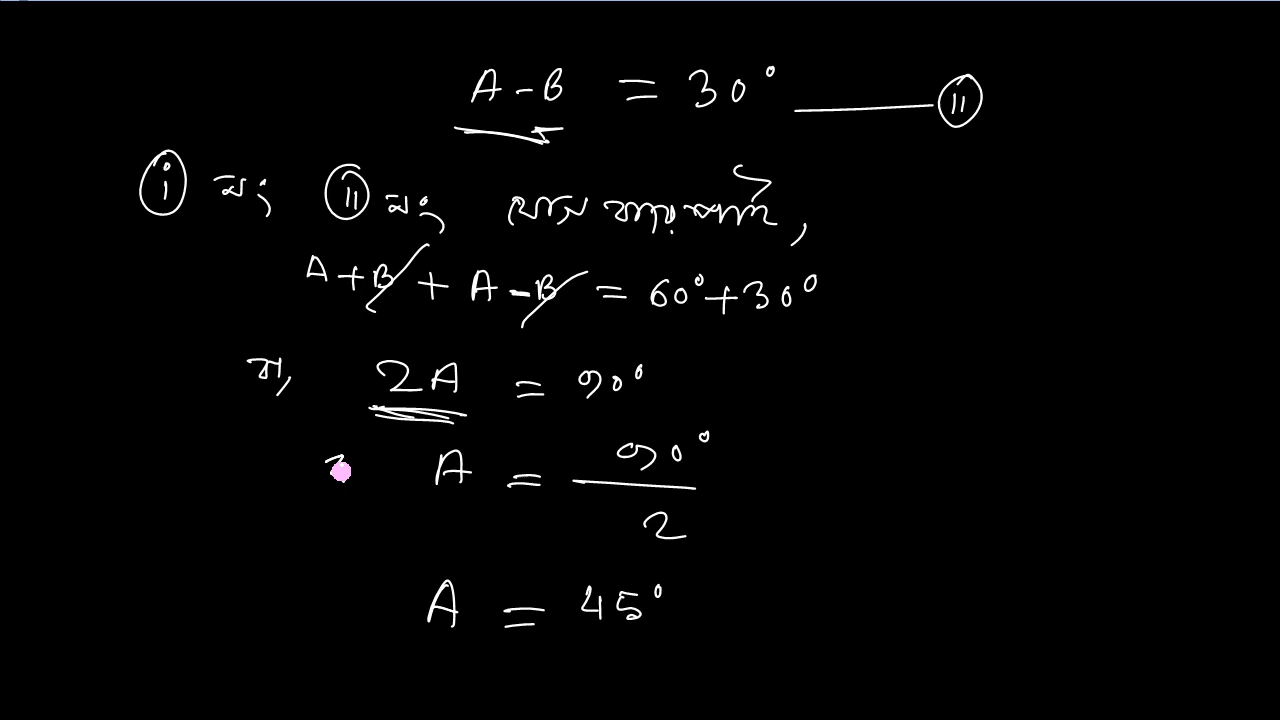 A - B = 30° —— ii
i নং ii নং যোগ করে পাই,
A + B + A - B = 60° + 30°
বা, 2A = 90°
A = 90°/2
A = 45°